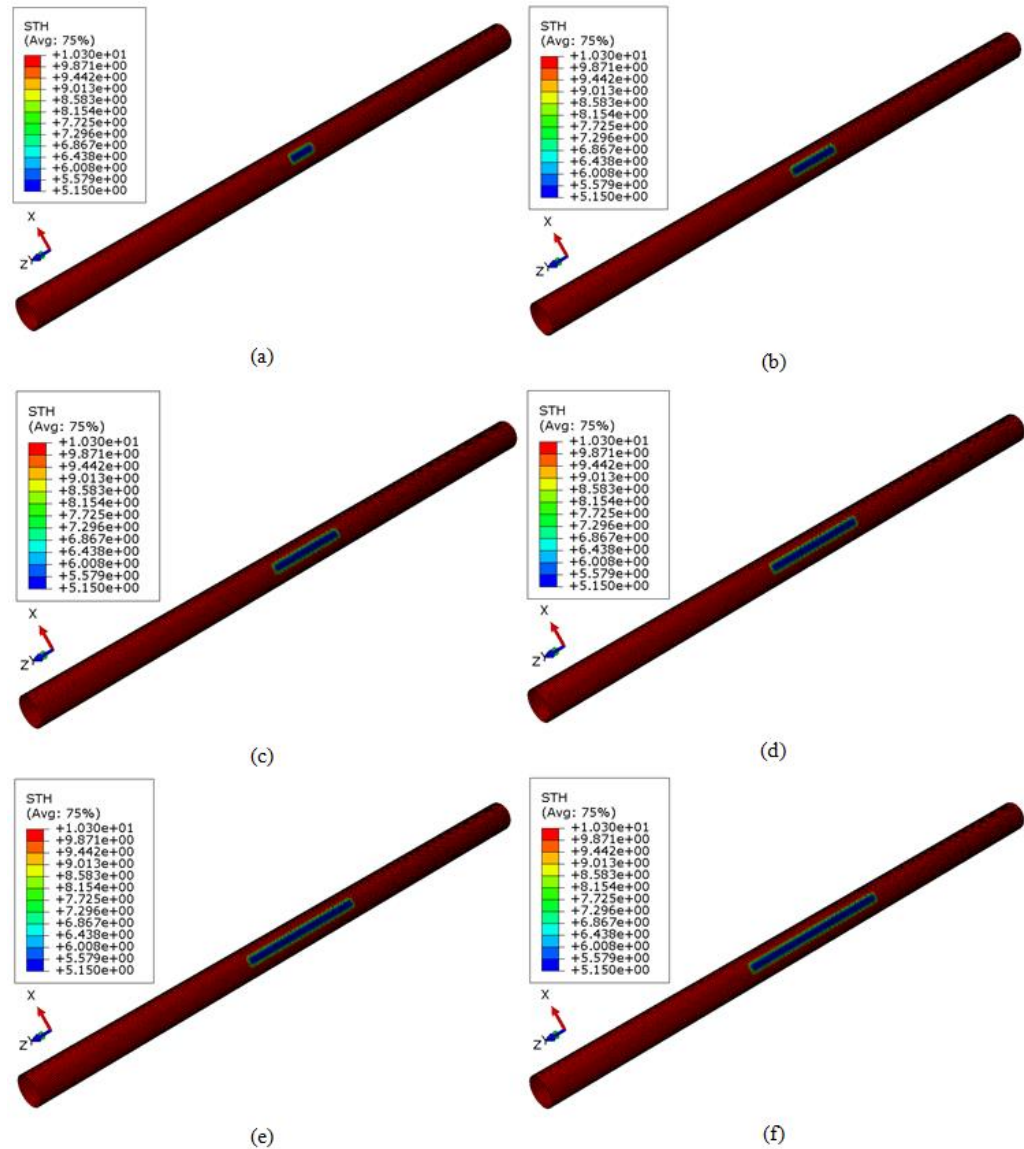 STH
(Avg: 75%)
+1.030e+01
+9.871e+00
+9.442e+00
+9.013e+00
+8.583e+00
+8.154e+00
+7.725e+00
+7.296e+00
+6.867e+00
+6.438e+00
+6.008e+00
+5.579e+00
+5.150e+00
X
Z
Y
(a)
STH
(Avg: 75%)
+1.030e+01
+9.871e+00
+9.442e+00
+9.013e+00
+8.583e+00
+8.154e+00
+7.725e+00
+7.296e+00
+6.867e+00
+6.438e+00
+6.008e+00
+5.579e+00
+5.150e+00
X
Z
Y
(b)
STH
(Avg: 75%)
+1.030e+01
+9.871e+00
+9.442e+00
+9.013e+00
+8.583e+00
+8.154e+00
+7.725e+00
+7.296e+00
+6.867e+00
+6.438e+00
+6.008e+00
+5.579e+00
+5.150e+00
X
Z
Y
(c)
STH
(Avg: 75%)
+1.030e+01
+9.871e+00
+9.442e+00
+9.013e+00
+8.583e+00
+8.154e+00
+7.725e+00
+7.296e+00
+6.867e+00
+6.438e+00
+6.008e+00
+5.579e+00
+5.150e+00
X
Z
Y
(d)
STH
(Avg: 75%)
+1.030e+01
+9.871e+00
+9.442e+00
+9.013e+00
+8.583e+00
+8.154e+00
+7.725e+00
+7.296e+00
+6.867e+00
+6.438e+00
+6.008e+00
+5.579e+00
+5.150e+00
X
Z
Y
(e)
STH
(Avg: 75%)
+1.030e+01
+9.871e+00
+9.442e+00
+9.013e+00
+8.583e+00
+8.154e+00
+7.725e+00
+7.296e+00
+6.867e+00
+6.438e+00
+6.008e+00
+5.579e+00
+5.150e+00
X
Z
Y
(f)